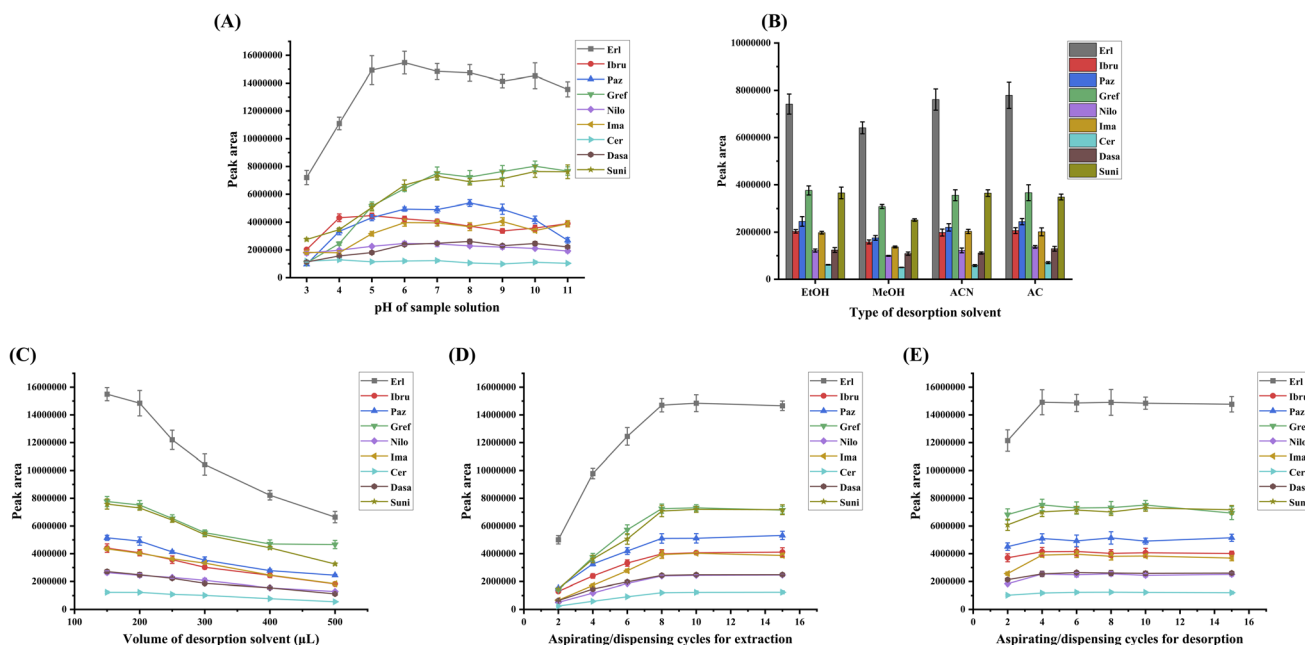 (A)
Peak area
16000000
14000000
12000000
10000000
8000000
6000000
4000000
2000000
0
3 4 5 6 7 8 9 10 11
pH of sample solution
Erl
Ibru
Paz
Gref
Nilo
Ima
Cer
Dasa
Suni
(B)
Peak area
10000000
8000000
6000000
4000000
2000000
0
EtOH MeOH ACN AC
Type of desorption solvent
Erl
Ibru
Paz
Gref
Nilo
Ima
Cer
Dasa
Suni
(C)
Peak area
16000000
14000000
12000000
10000000
8000000
6000000
4000000
2000000
0
100 200 300 400 500
Volume of desorption solvent (µL)
Erl
Ibru
Paz
Gref
Nilo
Ima
Cer
Dasa
Suni
(D)
Peak area
16000000
14000000
12000000
10000000
8000000
6000000
4000000
2000000
0
0 2 4 6 8 10 12 14 16
Aspirating/dispensing cycles for extraction
Erl
Ibru
Paz
Gref
Nilo
Ima
Cer
Dasa
Suni
(E)
Peak area
16000000
14000000
12000000
10000000
8000000
6000000
4000000
2000000
0
0 2 4 6 8 10 12 14 16
Aspirating/dispensing cycles for desorption
Erl
Ibru
Paz
Gref
Nilo
Ima
Cer
Dasa
Suni